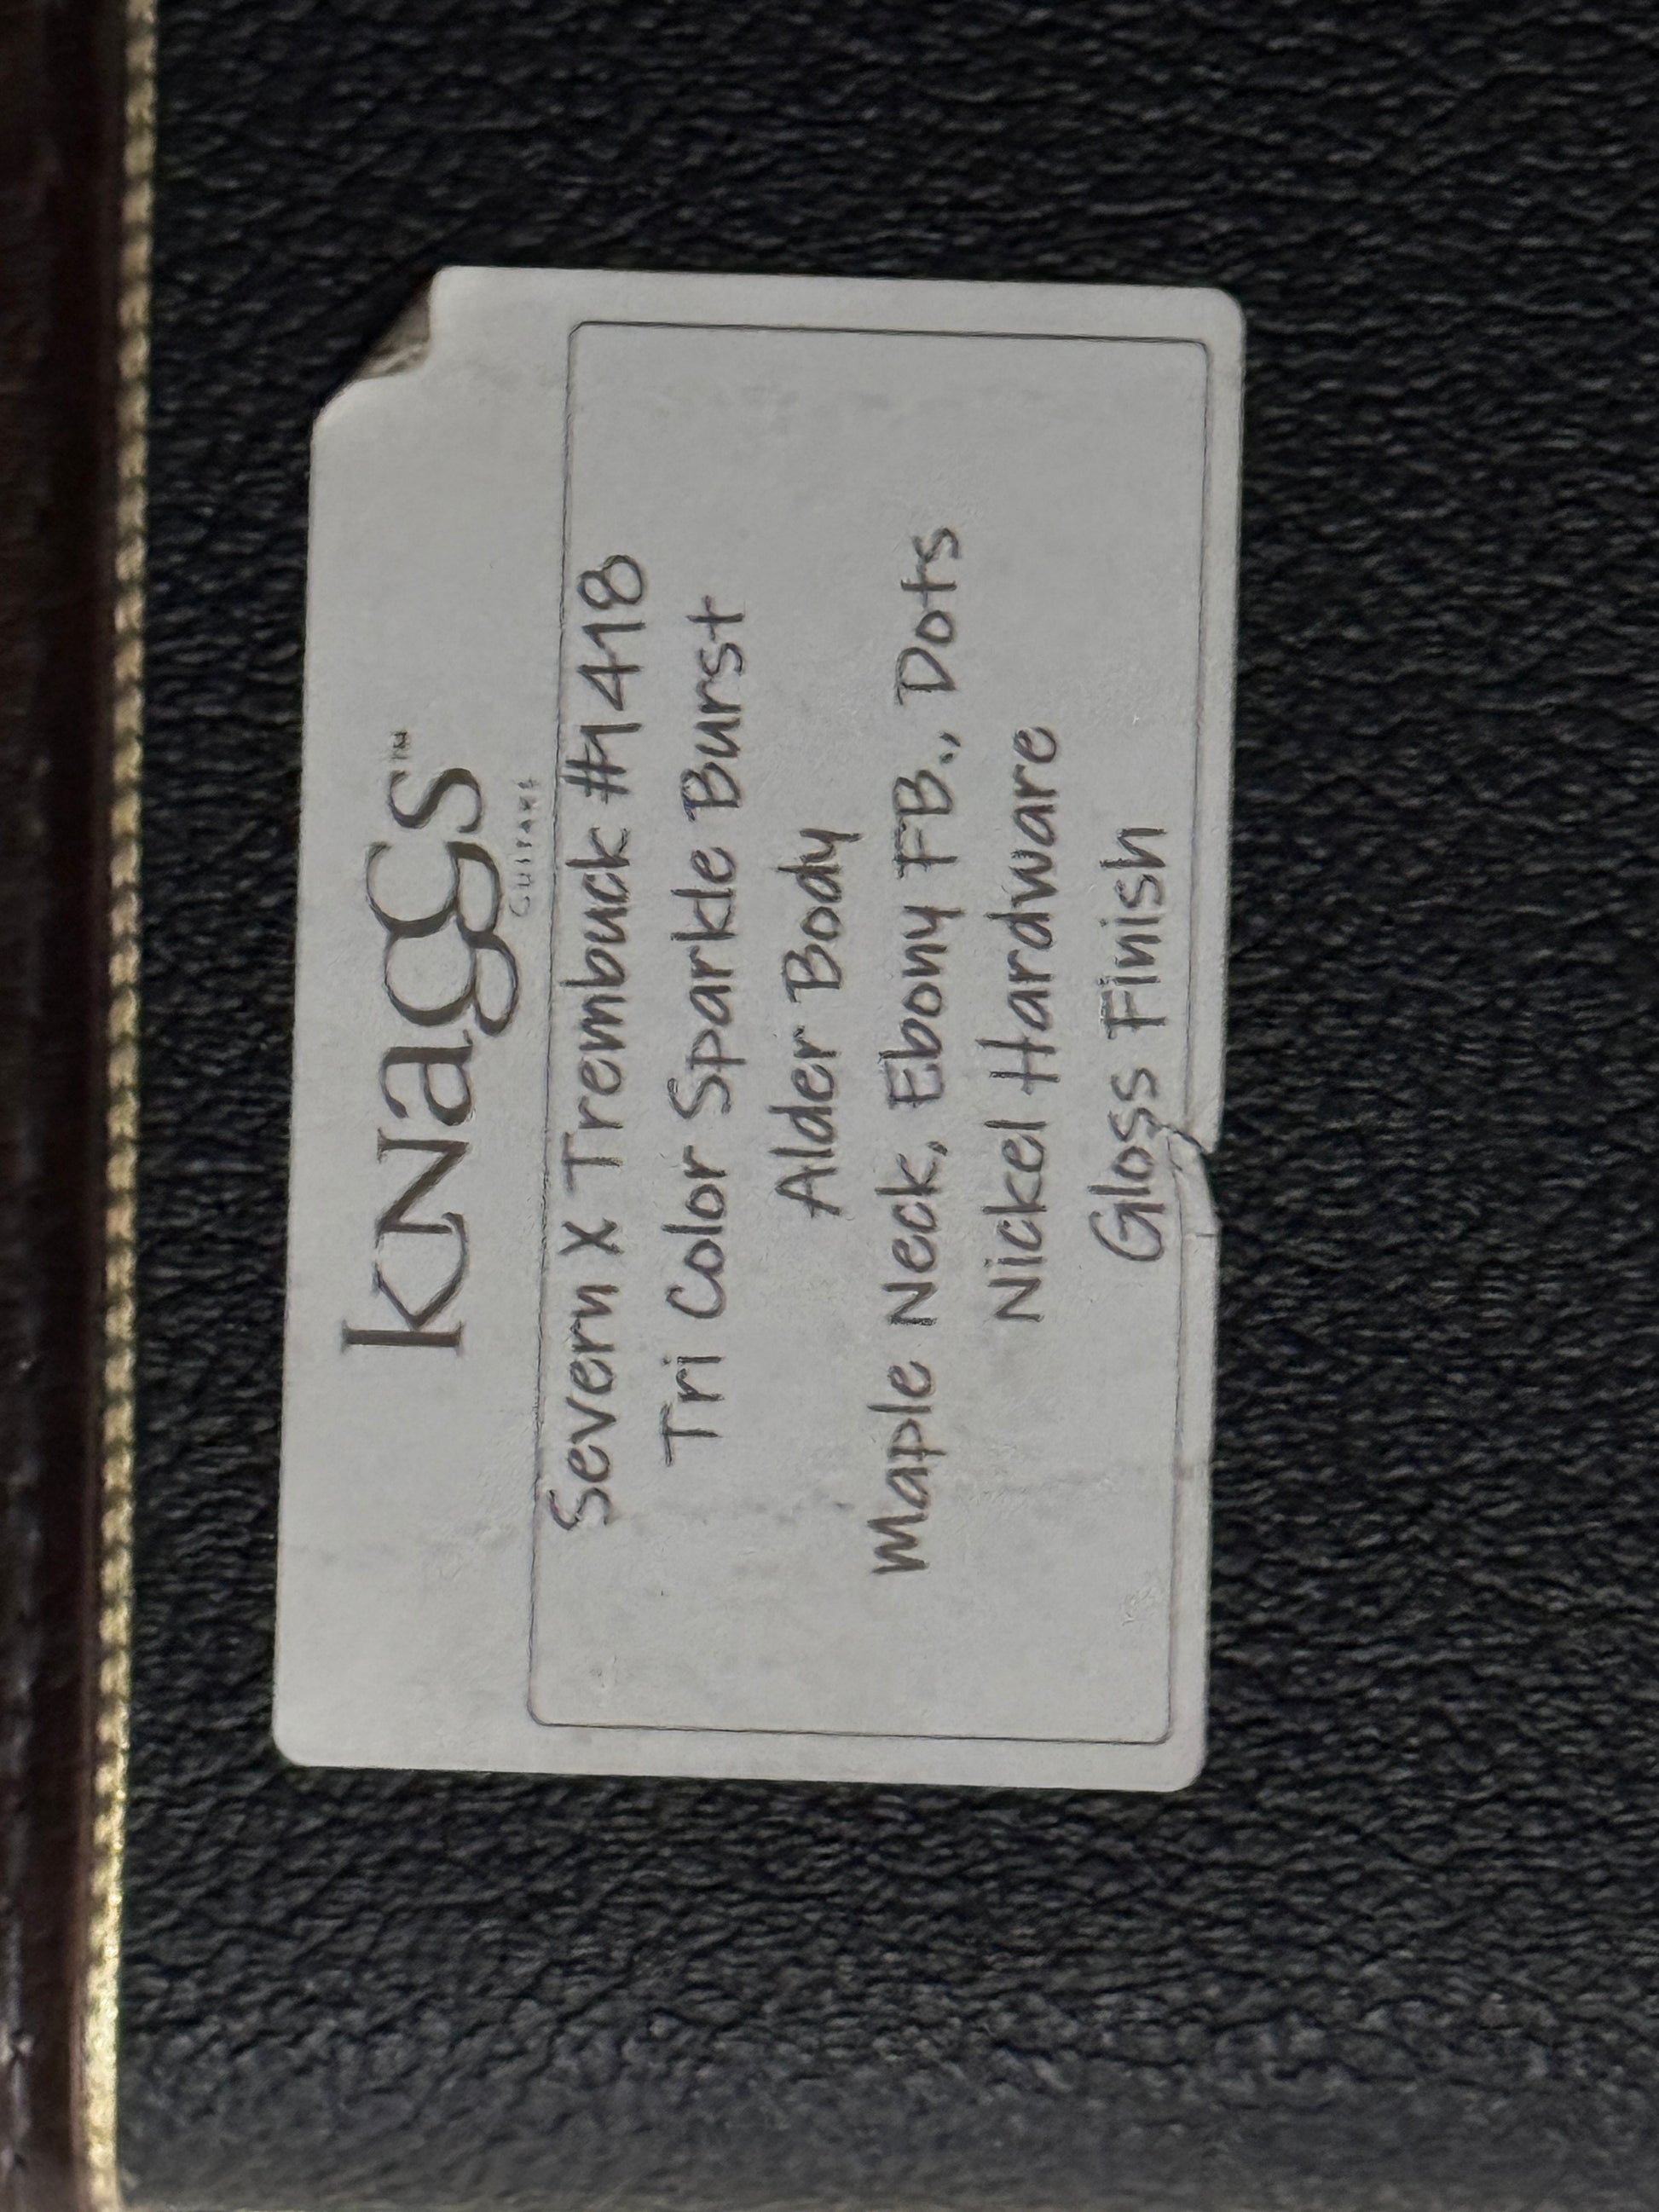 KNaGGS™
GUITARS
Severn X Trembuck #1418
Tri Color Sparkle Burst
Alder Body
Maple Neck, Ebony FB., Dots
Nickel Hardware
Gloss Finish